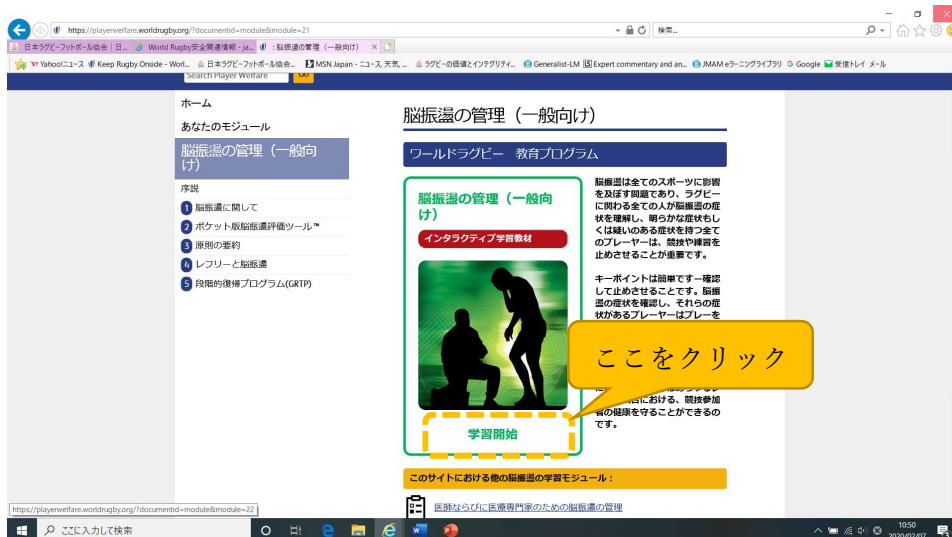 https://playerwelfare.worldrugby.org/?documentid=module&module=21
検索...
日本ラグビーフットボール協会 | 日...
World Rugby安全関連情報 - ja...
: 脳振盪の管理（一般向け）
Yahoo!ニュース
Keep Rugby Onside - Worl...
日本ラグビーフットボール協会...
MSN Japan - ニュース, 天気, ...
ラグビーの価値とインテグリティ...
Generalist-LM
Expert commentary and an...
JMAM eラーニングライブラリ
Google
受信トレイ メール
Search Player Welfare
GO
ホーム
あなたのモジュール
脳振盪の管理（一般向
け）
序説
1 脳振盪に関して
2 ポケット版脳振盪評価ツール™
3 原則の要約
4 レフリーと脳振盪
5 段階的復帰プログラム(GRTP)
脳振盪の管理（一般向け）
ワールドラグビー 教育プログラム
脳振盪の管理（一般向
け）
インタラクティブ学習教材
学習開始
脳振盪は全てのスポーツに影響
を及ぼす問題であり、ラグビー
に関わる全ての人が脳振盪の症
状を理解し、明らかな症状もし
くは疑いのある症状を持つ全て
のプレーヤーは、競技や練習を
止めさせることが重要です。
キーポイントは簡単です―確認
して止めさせることです。脳振
盪の症状を確認し、それらの症
状があるプレーヤーはプレーを
ここをクリック
における、競技参加
者の健康を守ることができるの
です。
このサイトにおける他の脳振盪の学習モジュール：
医師ならびに医療専門家のための脳振盪の管理
https://playerwelfare.worldrugby.org/?documentid=module&module=22
ここに入力して検索
10:50
2020/02/07